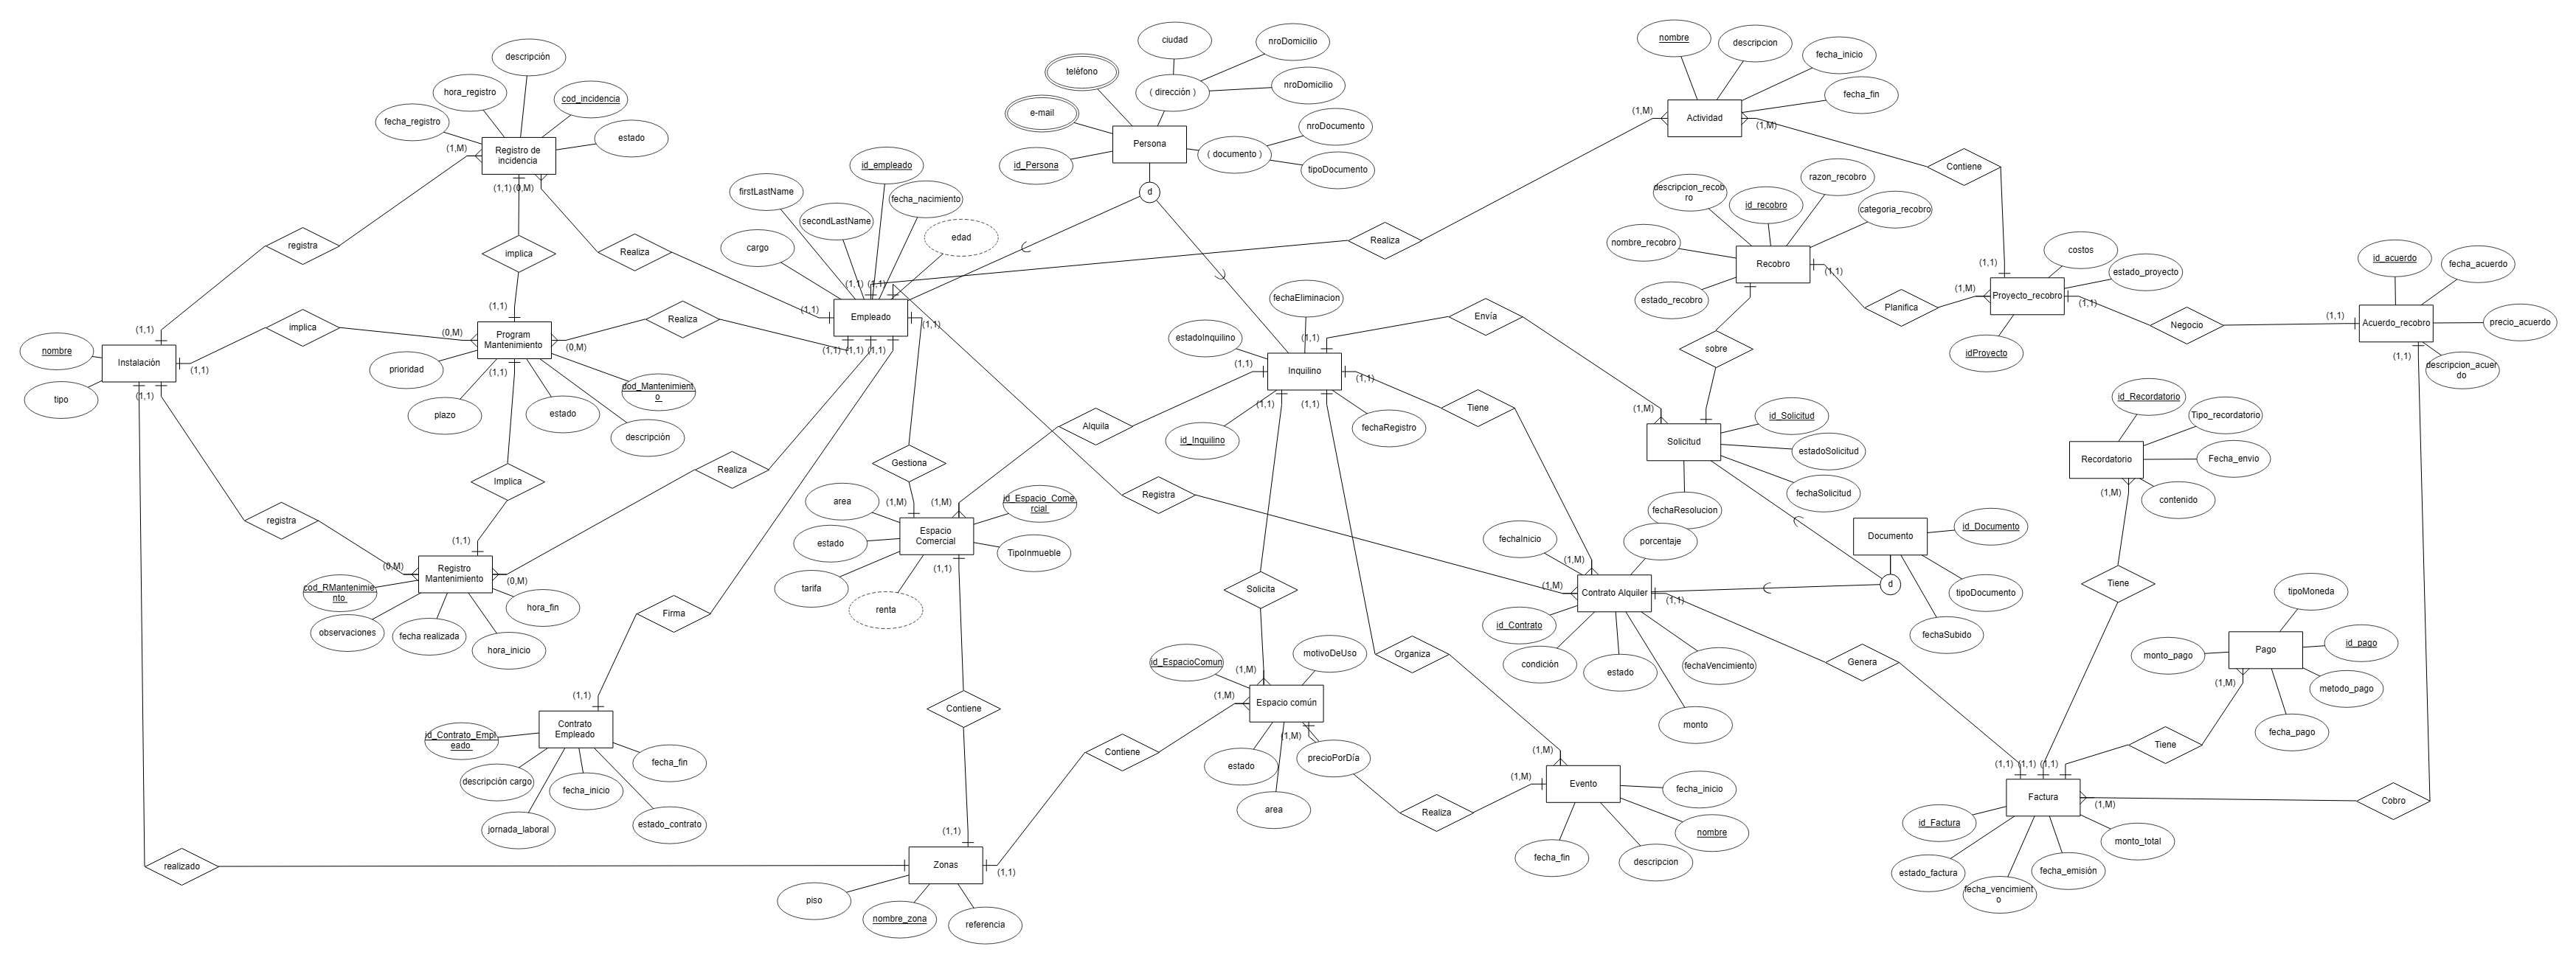 descripción
hora_registro
cod_incidencia
fecha_registro
estado
Registro de
incidencia
(1,M)
(1,1)
(0,M)
registra
implica
Realiza
(1,1)
(1,1)
nombre
Instalación
tipo
(1,1)
(1,1)
implica
(0,M)
Program
Mantenimiento
(0,M)
Realiza
prioridad
(1,1)
plazo
estado
cod_Mantenimient
o
descripción
Implica
Realiza
registra
(1,1)
(0,M)
Registro
Mantenimiento
(0,M)
cod_RMantenimie
nto
observaciones
fecha realizada
hora_inicio
hora_fin
Firma
(1,1)
Contrato
Empleado
id_Contrato_Empl
eado
descripción cargo
jornada_laboral
fecha_inicio
estado_contrato
fecha_fin
realizado
id_empleado
firstLastName
fecha_nacimiento
secondLastName
edad
cargo
(1,1)
(1,1)
(1,1)
Empleado
(1,1)
(1,1)
(1,1)
(1,1)
Gestiona
(1,M)
(1,M)
area
estado
tarifa
renta
Espacio
Comercial
id_Espacio_Come
rcial
TipoInmueble
(1,1)
Contiene
(1,1)
Zonas
(1,1)
piso
nombre_zona
referencia
Contiene
ciudad
nroDomicilio
teléfono
( dirección )
nroDomicilio
e-mail
nroDocumento
Persona
( documento )
id_Persona
tipoDocumento
d
Realiza
fechaEliminacion
estadoInquilino
(1,1)
(1,1)
Inquilino
(1,1)
(1,1)
(1,1)
id_Inquilino
fechaRegistro
Alquila
Envía
Tiene
Registra
Solicita
Organiza
id_EspacioComun
motivoDeUso
(1,M)
(1,M)
Espacio común
(1,M)
estado
precioPorDía
area
Realiza
(1,M)
(1,M)
Evento
fecha_inicio
nombre
fecha_fin
descripcion
nombre
descripcion
fecha_inicio
fecha_fin
(1,M)
Actividad
(1,M)
Contiene
razon_recobro
descripcion_recob
ro
id_recobro
categoria_recobro
nombre_recobro
Recobro
(1,1)
estado_recobro
sobre
Planifica
(1,1)
(1,M)
costos
estado_proyecto
Proyecto_recobro
(1,1)
idProyecto
Negocio
id_acuerdo
fecha_acuerdo
precio_acuerdo
(1,1)
Acuerdo_recobro
(1,1)
descripcion_acuer
do
(1,M)
Solicitud
id_Solicitud
estadoSolicitud
fechaSolicitud
fechaResolucion
Documento
id_Documento
tipoDocumento
fechaSubido
d
fechaInicio
porcentaje
(1,M)
(1,M)
Contrato Alquiler
(1,1)
id_Contrato
condición
estado
fechaVencimiento
monto
Genera
id_Recordatorio
Tipo_recordatorio
Recordatorio
Fecha_envio
(1,M)
contenido
Tiene
tipoMoneda
id_pago
monto_pago
Pago
metodo_pago
(1,M)
fecha_pago
Tiene
(1,1)
(1,1)
(1,1)
Factura
(1,M)
Cobro
id_Factura
monto_total
estado_factura
fecha_emisión
fecha_vencimient
o